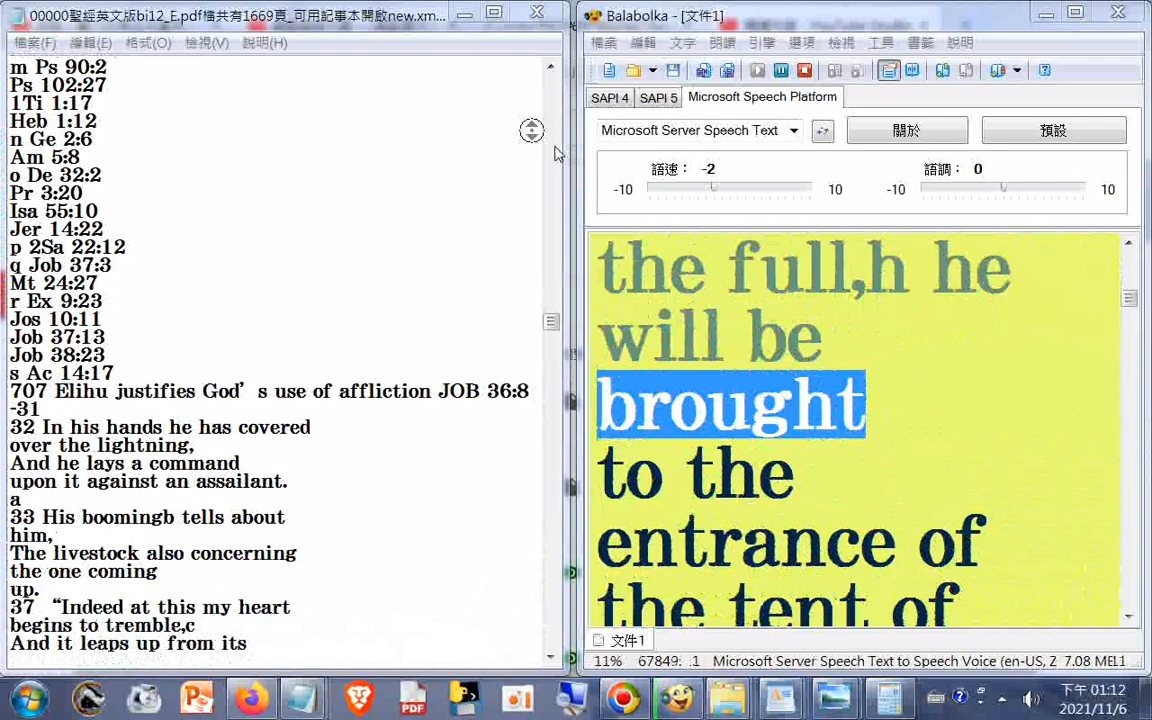 00000聖經英文版bi12_E.pdf檔共有1669頁_可用記事本開啟new.xm...
檔案(F) 編輯(E) 格式(O) 檢視(V) 說明(H)
m Ps 90:2
Ps 102:27
1Ti 1:17
Heb 1:12
n Ge 2:6
Am 5:8
o De 32:2
Pr 3:20
Isa 55:10
Jer 14:22
p 2Sa 22:12
q Job 37:3
Mt 24:27
r Ex 9:23
Jos 10:11
Job 37:13
Job 38:23
s Ac 14:17
707 Elihu justifies God’s use of affliction JOB 36:8
-31
32 In his hands he has covered
over the lightning,
And he lays a command
upon it against an assailant.
a
33 His boomingb tells about
him,
The livestock also concerning
the one coming
up.
37 “Indeed at this my heart
begins to tremble,c
And it leaps up from its
Balabolka - [文件1]
檔案 編輯 文字 朗讀 引擎 選項 檢視 工具 書籤 說明
SAPI 4 SAPI 5 Microsoft Speech Platform
Microsoft Server Speech Text 關於 預設
語速： -2 語調： 0
-10 10 -10 10
the full,h he
will be
brought
to the
entrance of
the tent of
文件1
11% 67849: .1 Microsoft Server Speech Text to Speech Voice (en-US, Z 7.08 ME11
PDF
下午 01:12
2021/11/6